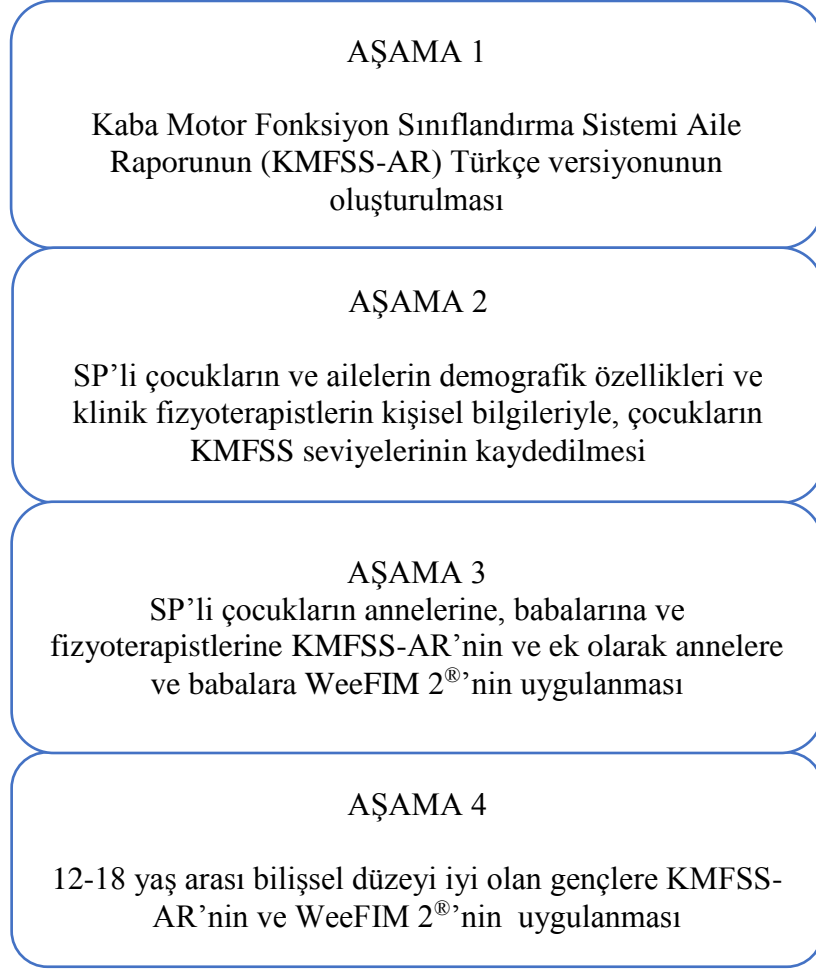 AŞAMA 1
Kaba Motor Fonksiyon Sınıflandırma Sistemi Aile
Raporunun (KMFSS-AR) Türkçe versiyonunun
oluşturulması
AŞAMA 2
SP’li çocukların ve ailelerin demografik özellikleri ve
klinik fizyoterapistlerin kişisel bilgileriyle, çocukların
KMFSS seviyelerinin kaydedilmesi
AŞAMA 3
SP’li çocukların annelerine, babalarına ve
fizyoterapistlerine KMFSS-AR’nin ve ek olarak annelere
ve babalara WeeFIM 2®’nin uygulanması
AŞAMA 4
12-18 yaş arası bilişsel düzeyi iyi olan gençlere KMFSS-
AR’nin ve WeeFIM 2®’nin uygulanması